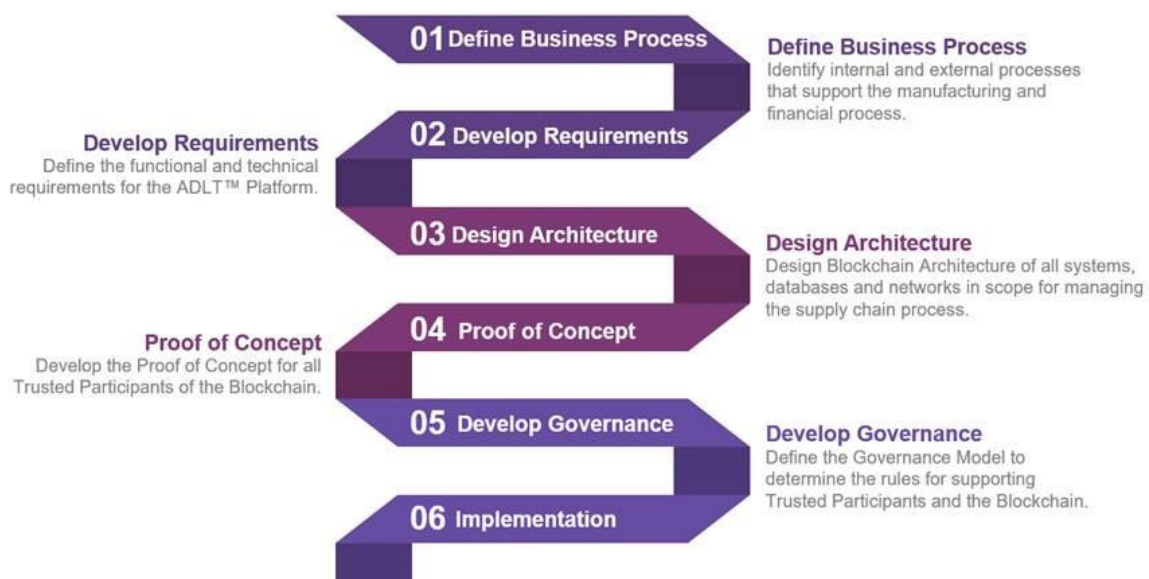 01 Define Business Process
Define Business Process
Identify internal and external processes
that support the manufacturing and
financial process.
02 Develop Requirements
Develop Requirements
Define the functional and technical
requirements for the ADLT™ Platform.
03 Design Architecture
Design Architecture
Design Blockchain Architecture of all systems,
databases and networks in scope for managing
the supply chain process.
04 Proof of Concept
Proof of Concept
Develop the Proof of Concept for all
Trusted Participants of the Blockchain.
05 Develop Governance
Develop Governance
Define the Governance Model to
determine the rules for supporting
Trusted Participants and the Blockchain.
06 Implementation